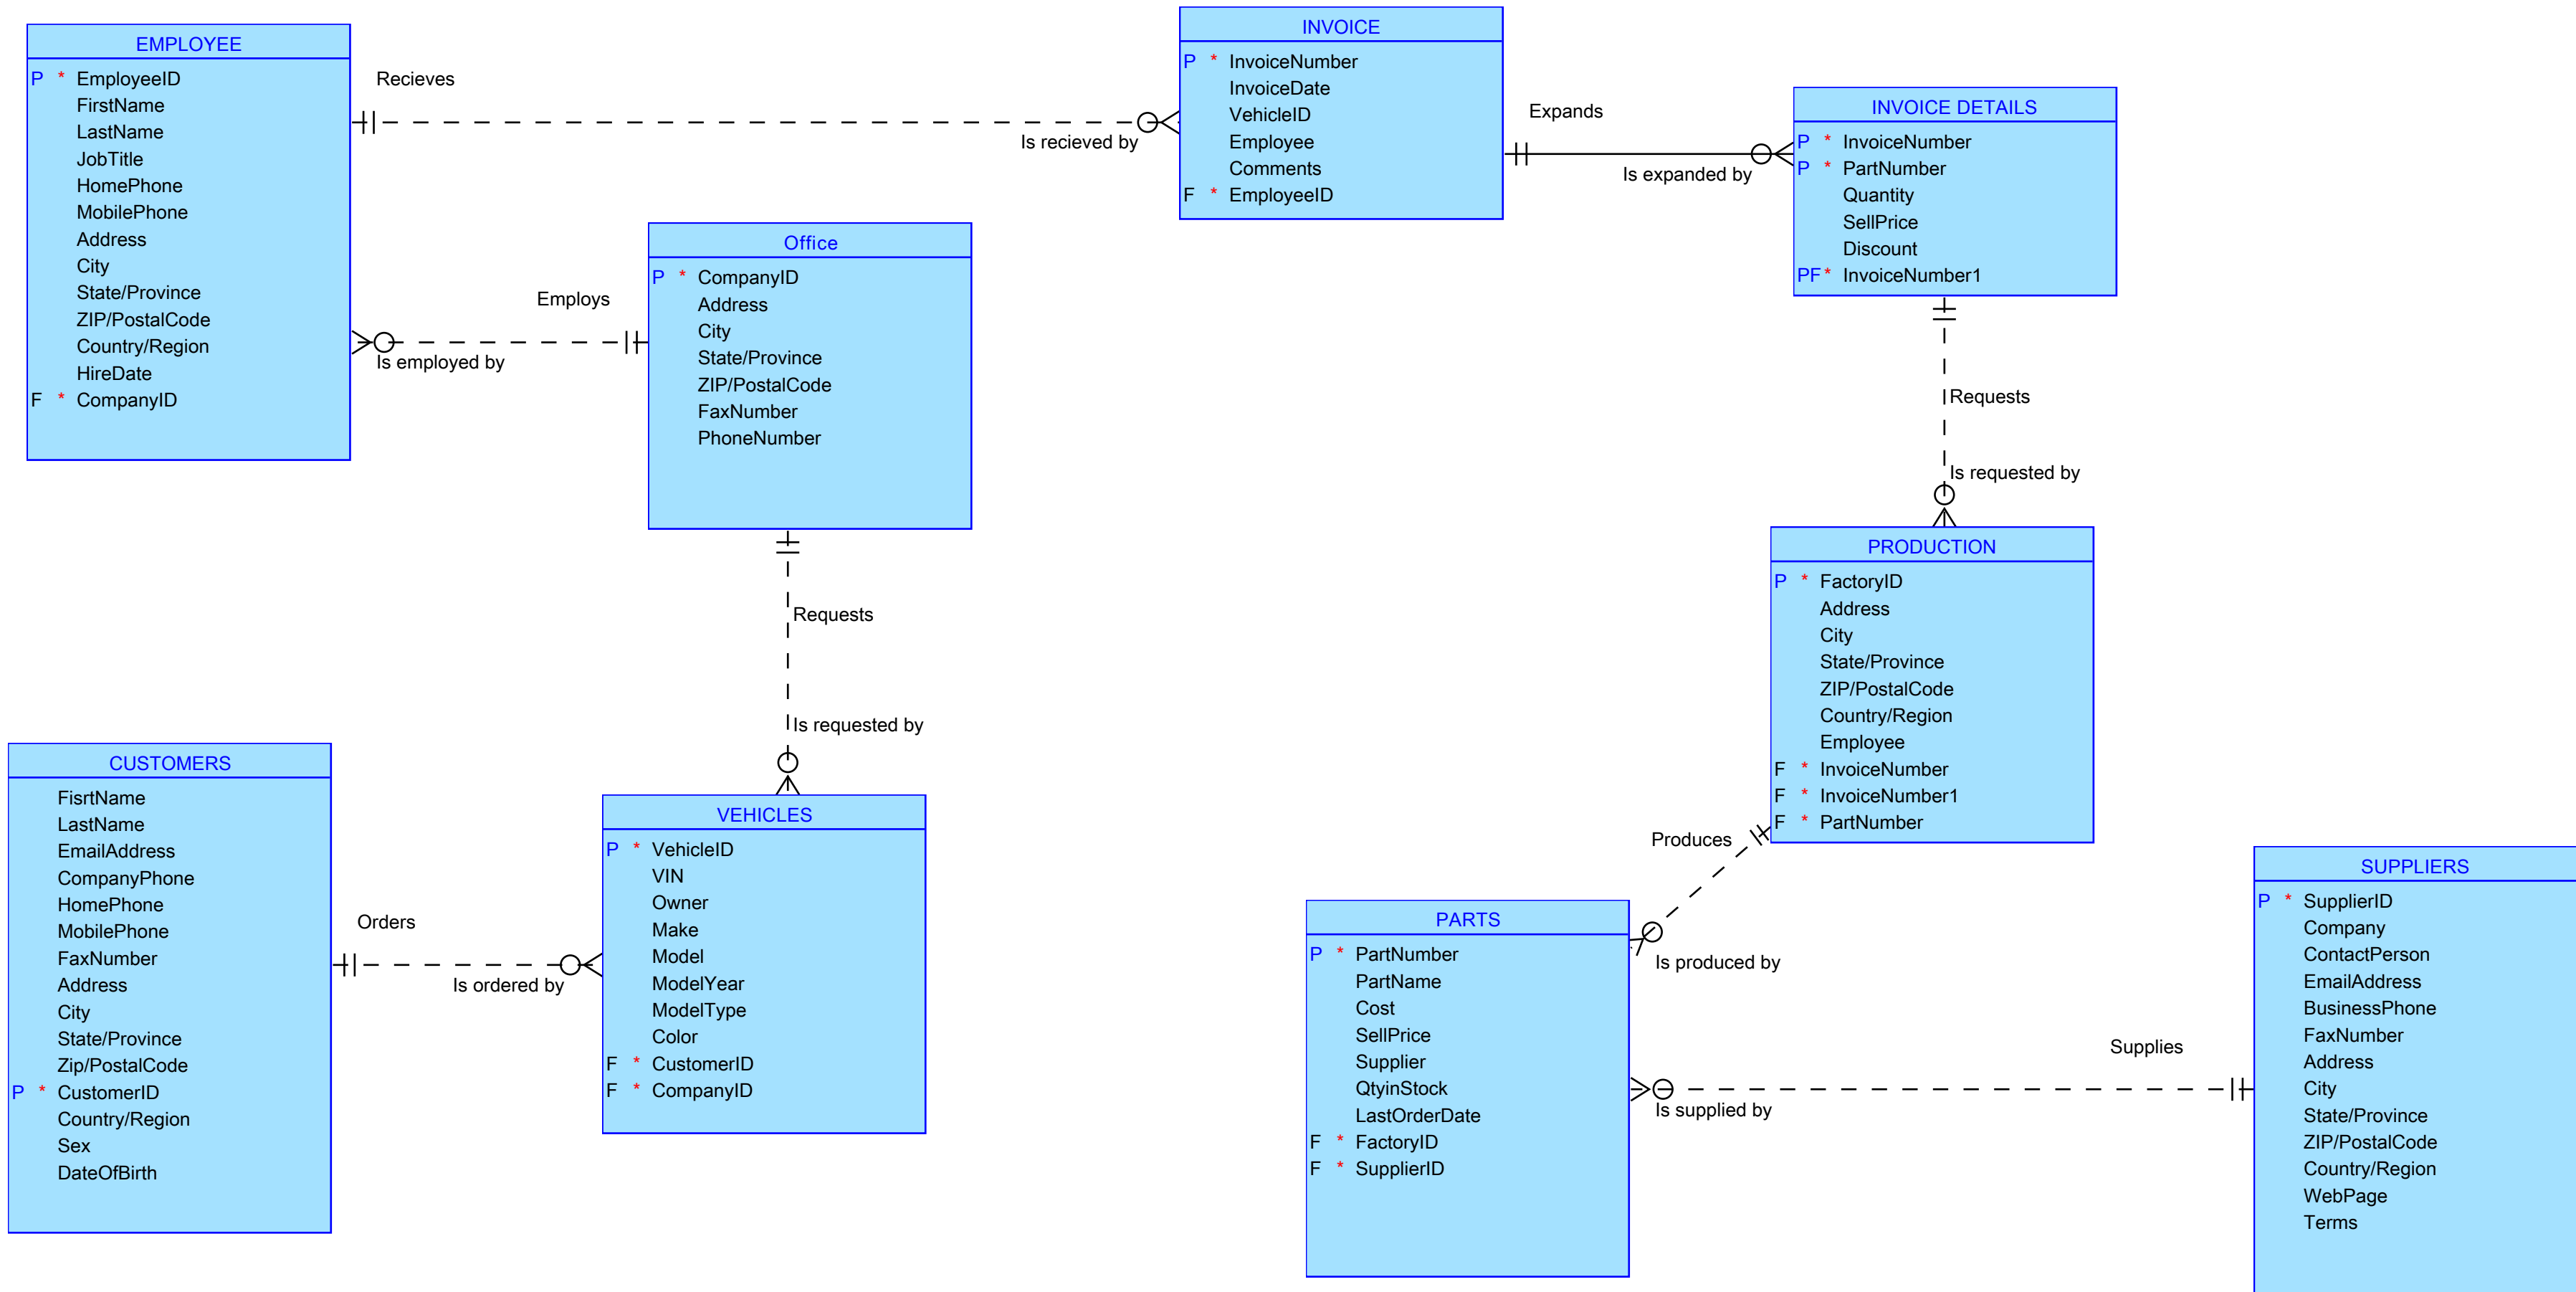 EMPLOYEE
P * EmployeeID
FirstName
LastName
JobTitle
HomePhone
MobilePhone
Address
City
State/Province
ZIP/PostalCode
Country/Region
HireDate
F * CompanyID
Recieves
Is recieved by
INVOICE
P * InvoiceNumber
InvoiceDate
VehicleID
Employee
Comments
F * EmployeeID
Expands
Is expanded by
INVOICE DETAILS
P * InvoiceNumber
P * PartNumber
Quantity
SellPrice
Discount
PF* InvoiceNumber1
Employs
Is employed by
Office
P * CompanyID
Address
City
State/Province
ZIP/PostalCode
FaxNumber
PhoneNumber
Requests
Is requested by
Requests
Is requested by
PRODUCTION
P * FactoryID
Address
City
State/Province
ZIP/PostalCode
Country/Region
Employee
F * InvoiceNumber
F * InvoiceNumber1
F * PartNumber
CUSTOMERS
FisrtName
LastName
EmailAddress
CompanyPhone
HomePhone
MobilePhone
FaxNumber
Address
City
State/Province
Zip/PostalCode
P * CustomerID
Country/Region
Sex
DateOfBirth
Orders
Is ordered by
VEHICLES
P * VehicleID
VIN
Owner
Make
Model
ModelYear
ModelType
Color
F * CustomerID
F * CompanyID
Produces
Is produced by
PARTS
P * PartNumber
PartName
Cost
SellPrice
Supplier
QtyinStock
LastOrderDate
F * FactoryID
F * SupplierID
Supplies
Is supplied by
SUPPLIERS
P * SupplierID
Company
ContactPerson
EmailAddress
BusinessPhone
FaxNumber
Address
City
State/Province
ZIP/PostalCode
Country/Region
WebPage
Terms